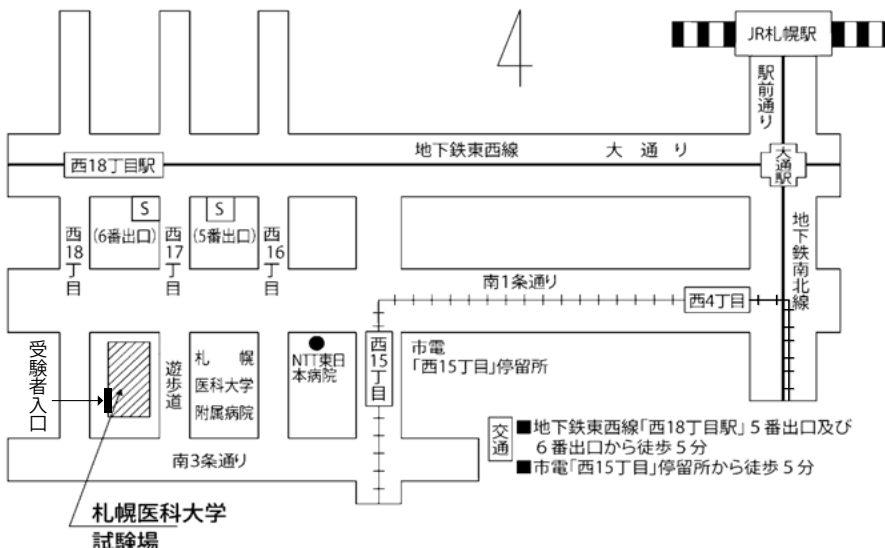 JR札幌駅
駅前通り
地下鉄東西線
大通り
西18丁目駅
大通駅
S
S
(6番出口)
(5番出口)
西18丁目
西17丁目
西16丁目
地下鉄南北線
南1条通り
西4丁目
受験者入口
遊歩道
札幌
医科大学
附属病院
NTT東日
本病院
西15丁目
市電
「西15丁目」停留所
交通
■地下鉄東西線「西18丁目駅」5番出口及び
6番出口から徒歩5分
■市電「西15丁目」停留所から徒歩5分
南3条通り
札幌医科大学
試験場